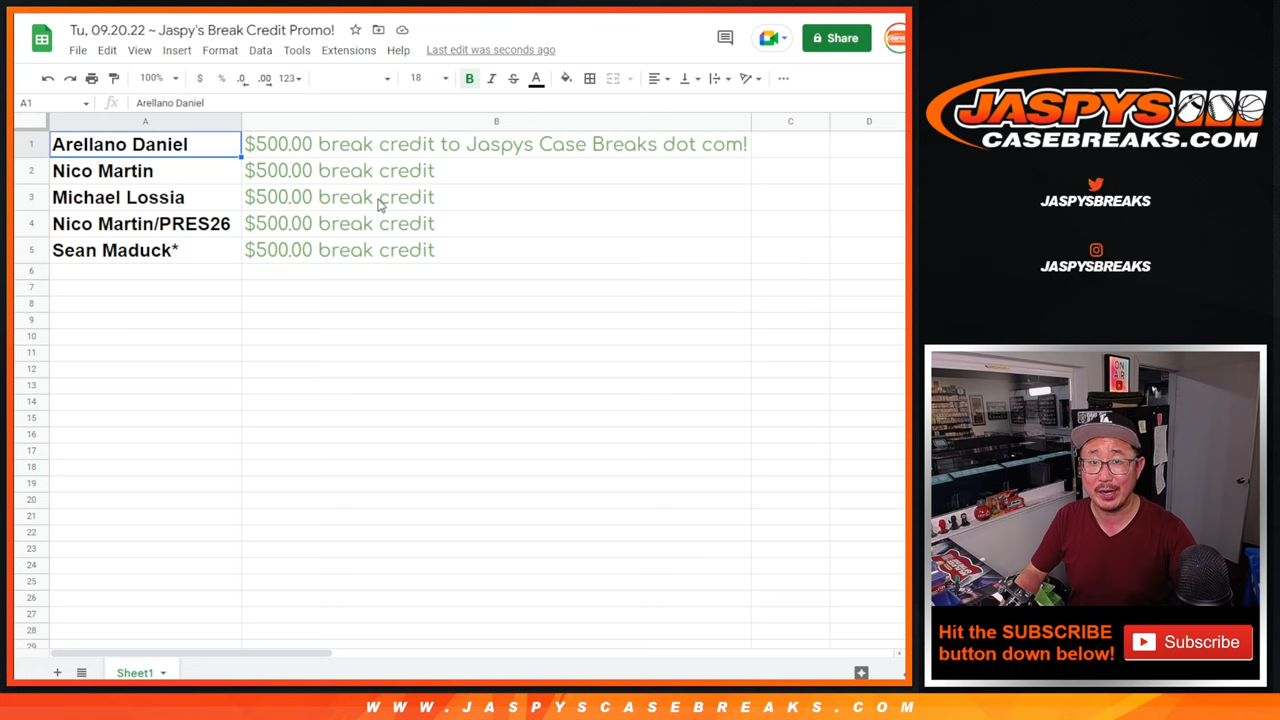 Tu, 09.20.22 ~ Jaspy's Break Credit Promo!
File Edit View Insert Format Data Tools Extensions Help Last edit was seconds ago
Share
100% $ % .0 .00 123 18 B I S A
A1 fx Arellano Daniel
A B C D
1 Arellano Daniel $500.00 break credit to Jaspys Case Breaks dot com!
2 Nico Martin $500.00 break credit
3 Michael Lossia $500.00 break credit
4 Nico Martin/PRES26 $500.00 break credit
5 Sean Maduck* $500.00 break credit
6
7
8
9
10
11
12
13
14
15
16
17
18
19
20
21
22
23
24
25
26
27
28
29
Sheet1
JASPYS
CASEBREAKS.COM
JASPYSBREAKS
JASPYSBREAKS
ON
AIR
Hit the SUBSCRIBE
button down below!
Subscribe
WWW.JASPYSCASEBREAKS.COM